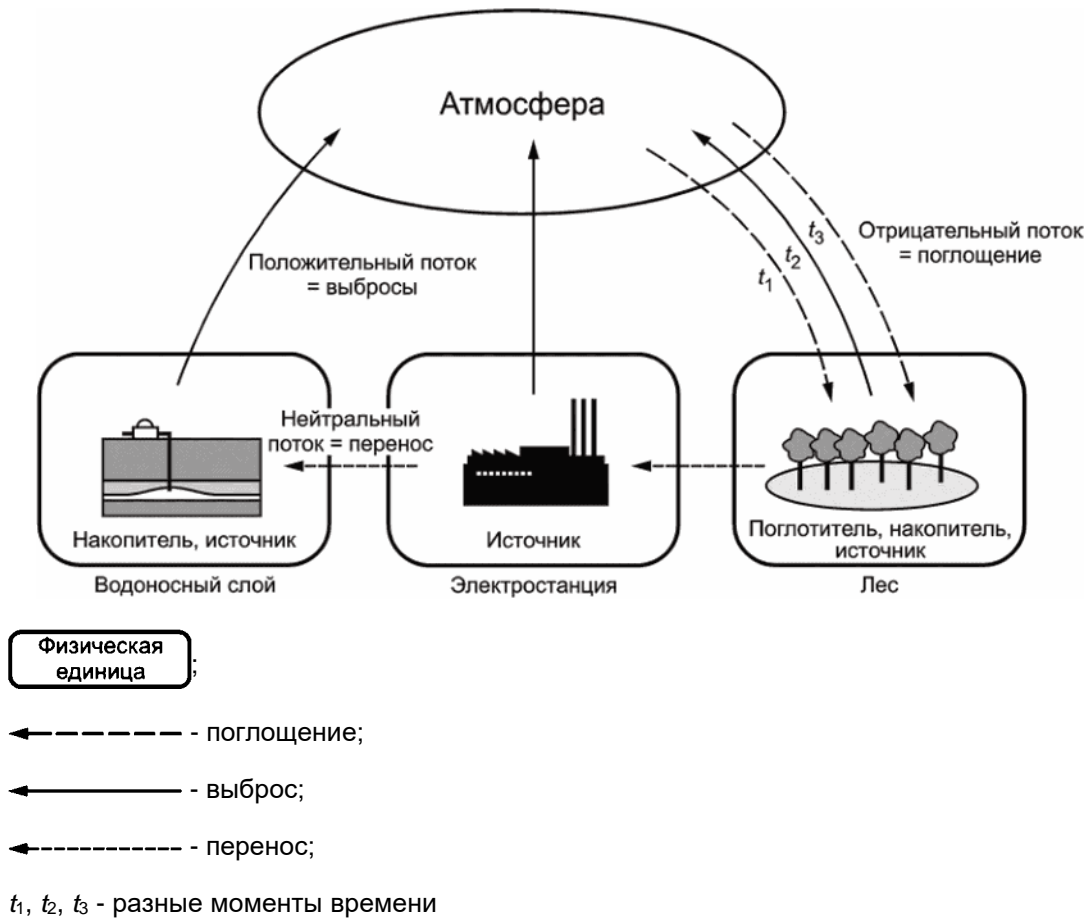 Атмосфера
Отрицательный поток
= поглощение
t3
t2
t1
Положительный поток
= выбросы
Нейтральный
поток = перенос
Накопитель, источник
Источник
Поглотитель, накопитель,
источник
Водоносный слой
Электростанция
Лес
Физическая
единица
;
- поглощение;
- выброс;
- перенос;
t1, t2, t3 - разные моменты времени